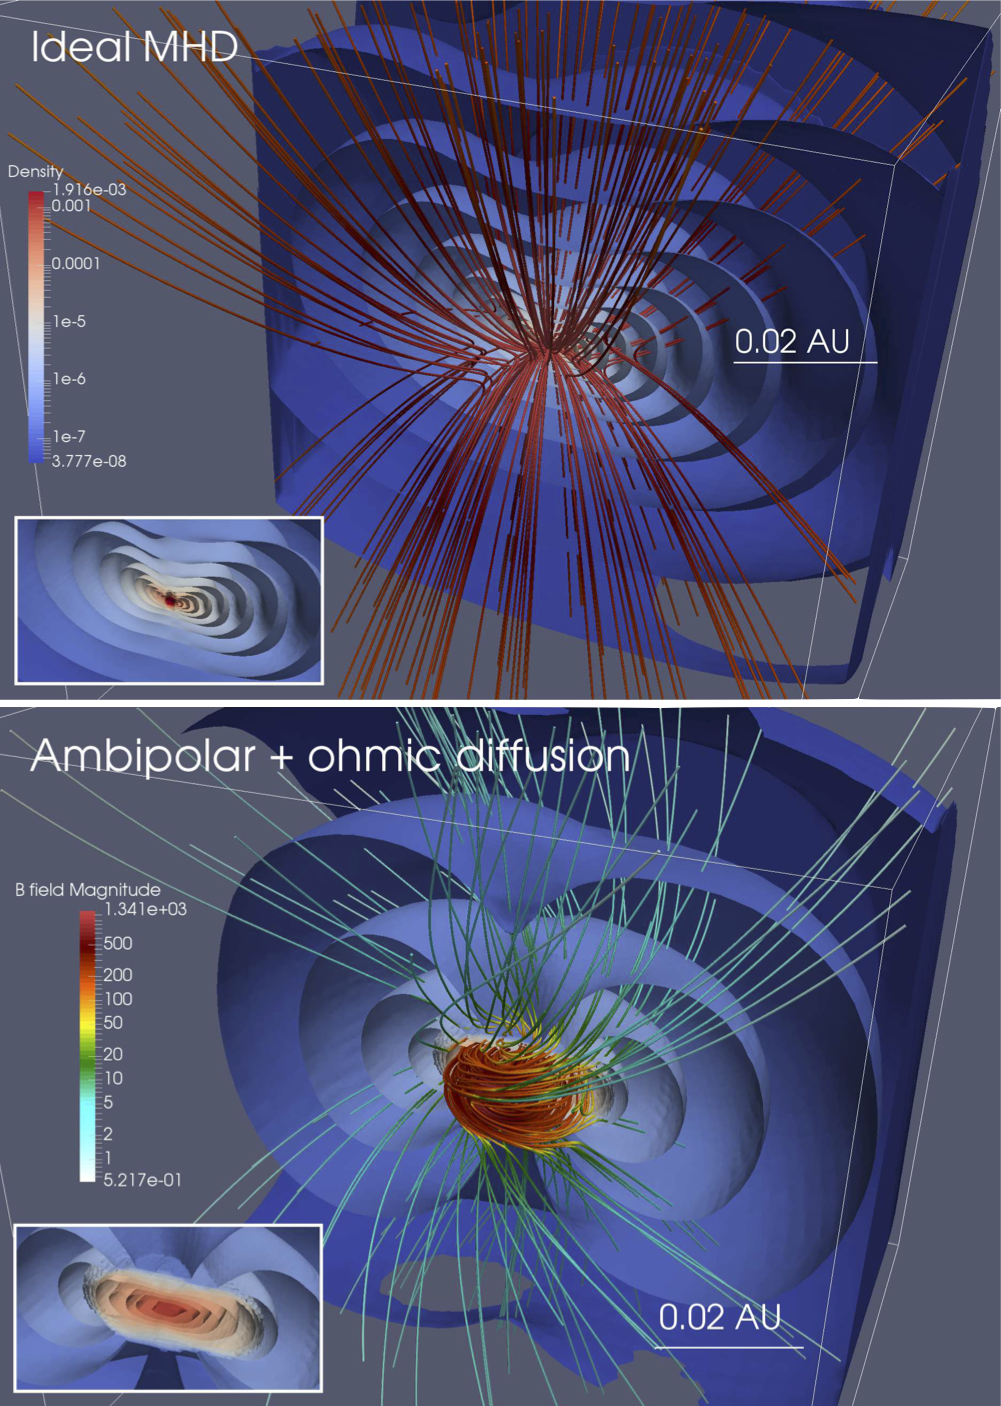 Ideal MHD
Density
1.916e-03
0.001
0.0001
1e-5
1e-6
1e-7
3.777e-08
0.02 AU
Ambipolar + ohmic diffusion
B field Magnitude
1.341e+03
500
200
100
50
20
10
5
2
1
5.217e-01
0.02 AU